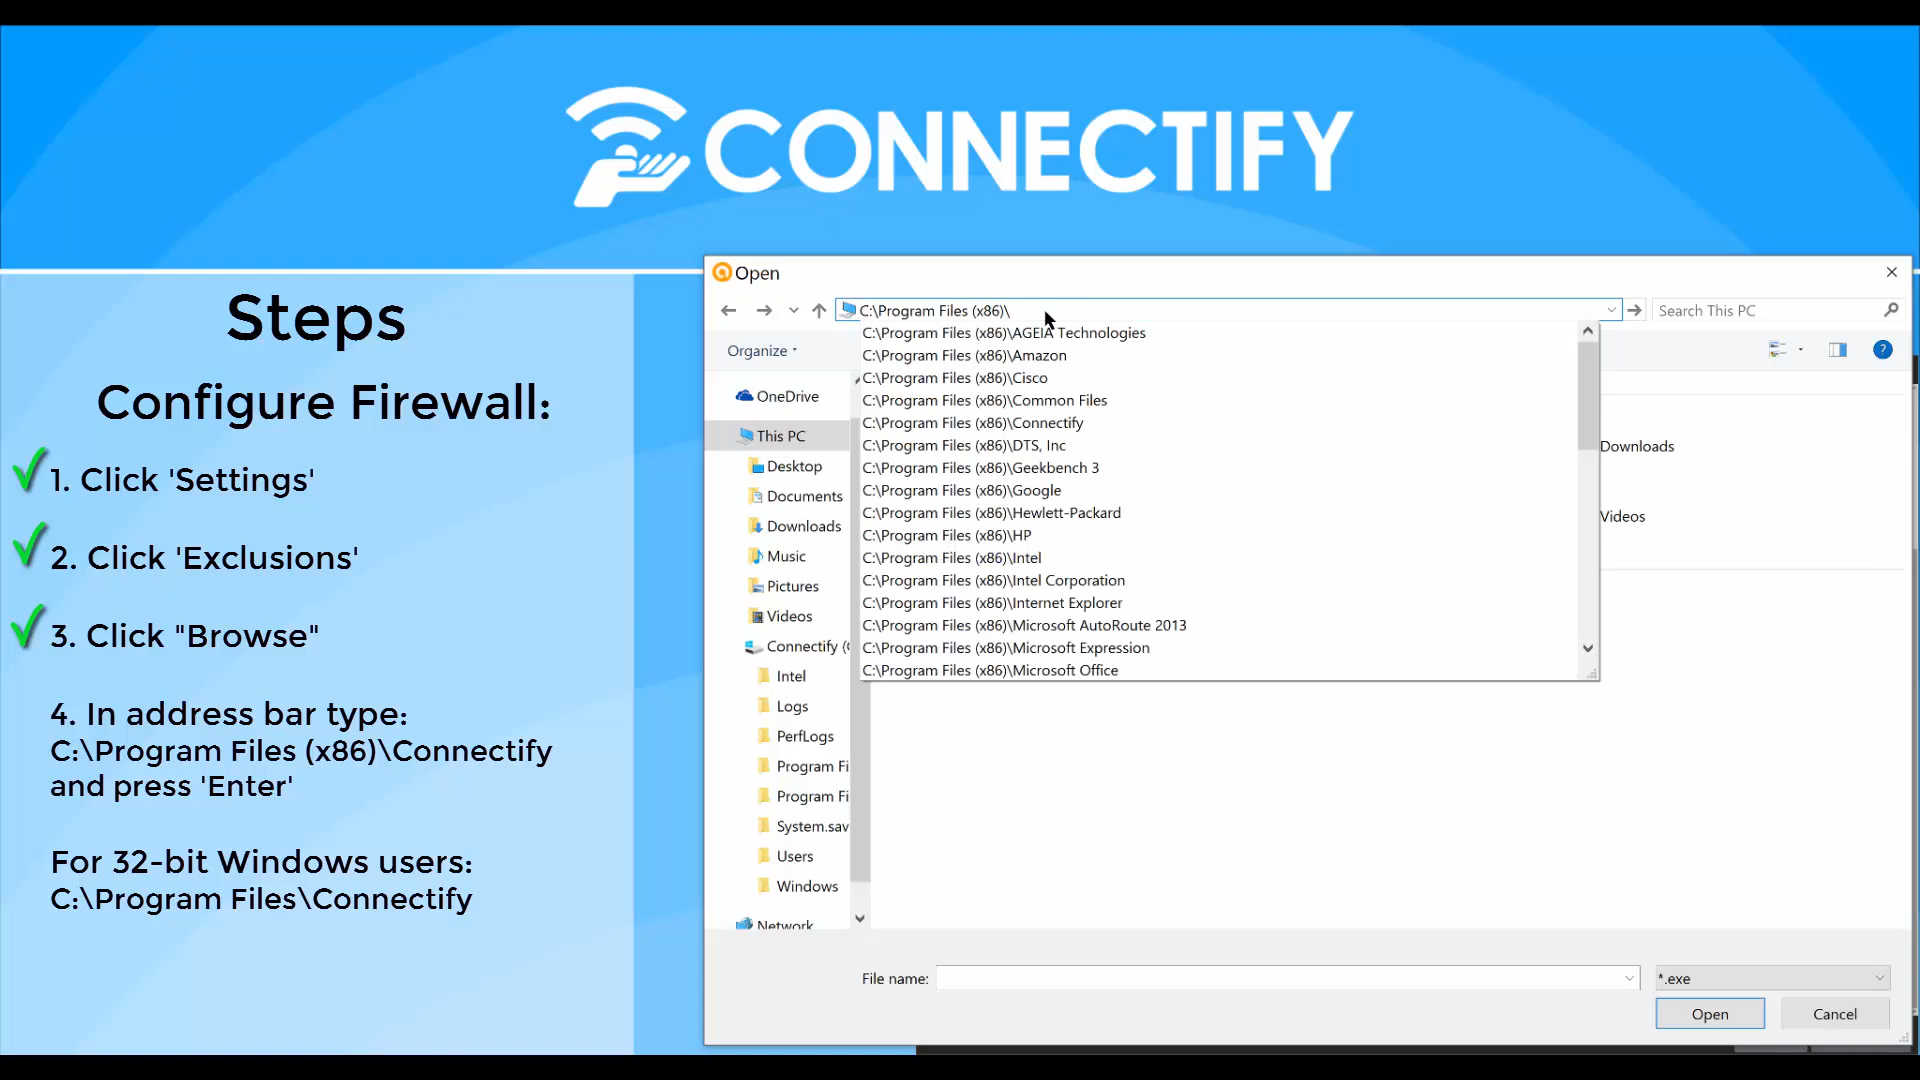 CONNECTIFY
Steps
Configure Firewall:
1. Click 'Settings'
2. Click 'Exclusions'
3. Click "Browse"
4. In address bar type:
C:\Program Files (x86)\Connectify
and press 'Enter'
For 32-bit Windows users:
C:\Program Files\Connectify
Open
C:\Program Files (x86)\
Search This PC
Organize
C:\Program Files (x86)\AGEIA Technologies
C:\Program Files (x86)\Amazon
C:\Program Files (x86)\Cisco
C:\Program Files (x86)\Common Files
C:\Program Files (x86)\Connectify
C:\Program Files (x86)\DTS, Inc
C:\Program Files (x86)\Geekbench 3
C:\Program Files (x86)\Google
C:\Program Files (x86)\Hewlett-Packard
C:\Program Files (x86)\HP
C:\Program Files (x86)\Intel
C:\Program Files (x86)\Intel Corporation
C:\Program Files (x86)\Internet Explorer
C:\Program Files (x86)\Microsoft AutoRoute 2013
C:\Program Files (x86)\Microsoft Expression
C:\Program Files (x86)\Microsoft Office
OneDrive
This PC
Desktop
Documents
Downloads
Music
Pictures
Videos
Connectify (
Intel
Logs
PerfLogs
Program Fi
Program Fi
System.sav
Users
Windows
Network
Downloads
Videos
File name:
*.exe
Open
Cancel